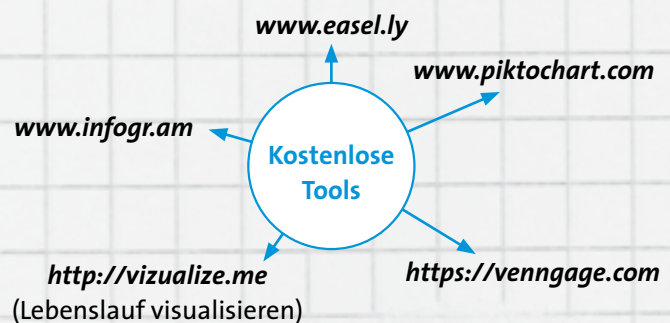 www.easel.ly
www.piktochart.com
www.infogr.am
Kostenlose
Tools
http://vizualize.me
(Lebenslauf visualisieren)
https://venngage.com